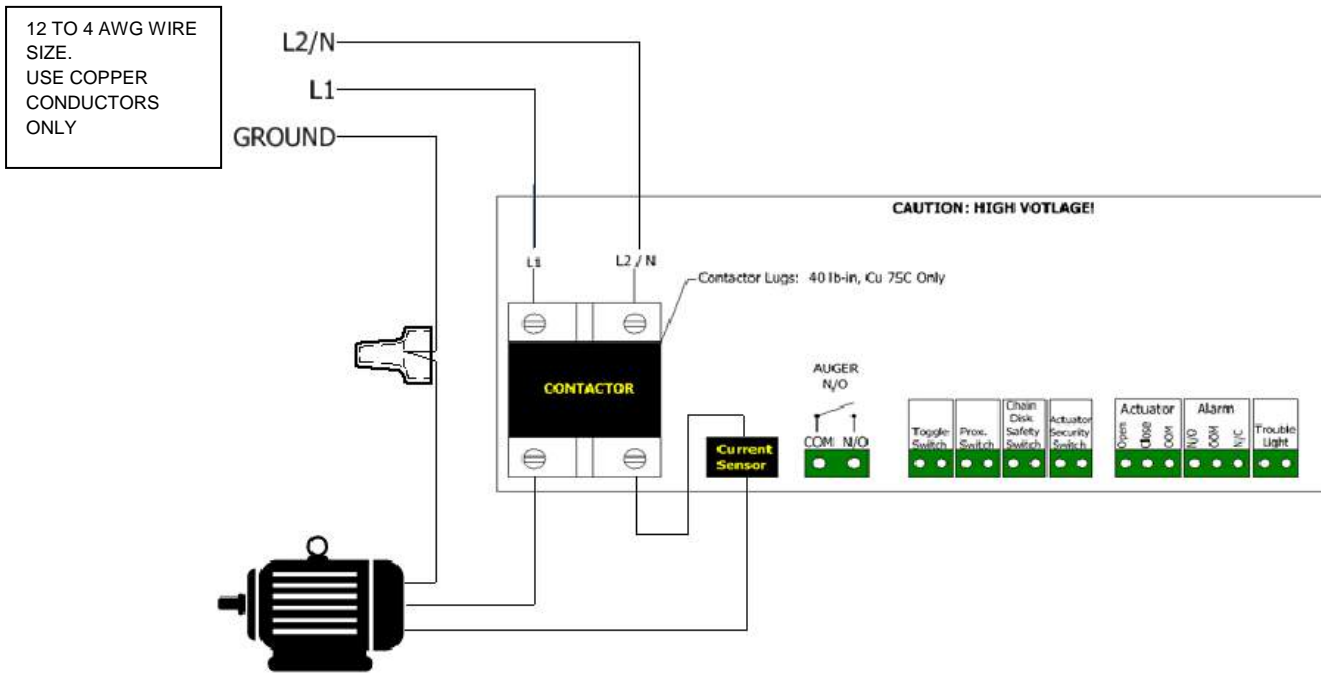 12 TO 4 AWG WIRE
SIZE.
USE COPPER
CONDUCTORS
ONLY
L2/N
L1
GROUND
CAUTION: HIGH VOTLAGE!
L1
L2 / N
Contactor Lugs: 40 lb-in, Cu 75C Only
CONTACTOR
Current
Sensor
AUGER
N/O
COM N/O
Toggle
Switch
Prox.
Switch
Chain
Disk
Safety
Switch
Actuator
Security
Switch
Actuator
Open
Close
COM
Alarm
N/O
COM
N/C
Trouble
Light